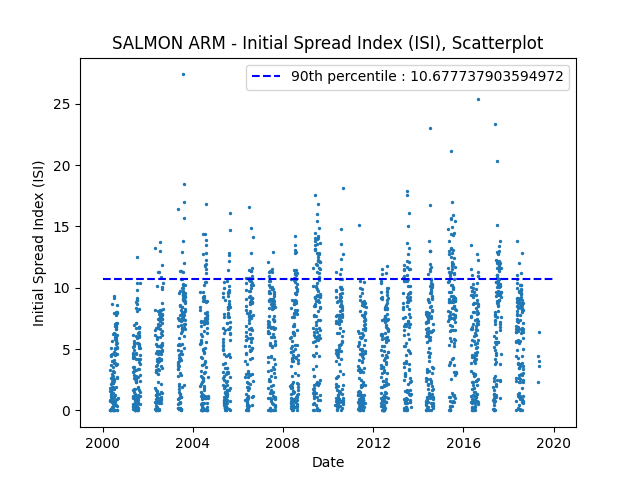 SALMON ARM - Initial Spread Index (ISI), Scatterplot
90th percentile : 10.677737903594972
Initial Spread Index (ISI)
25
20
15
10
5
0
2000 2004 2008 2012 2016 2020
Date